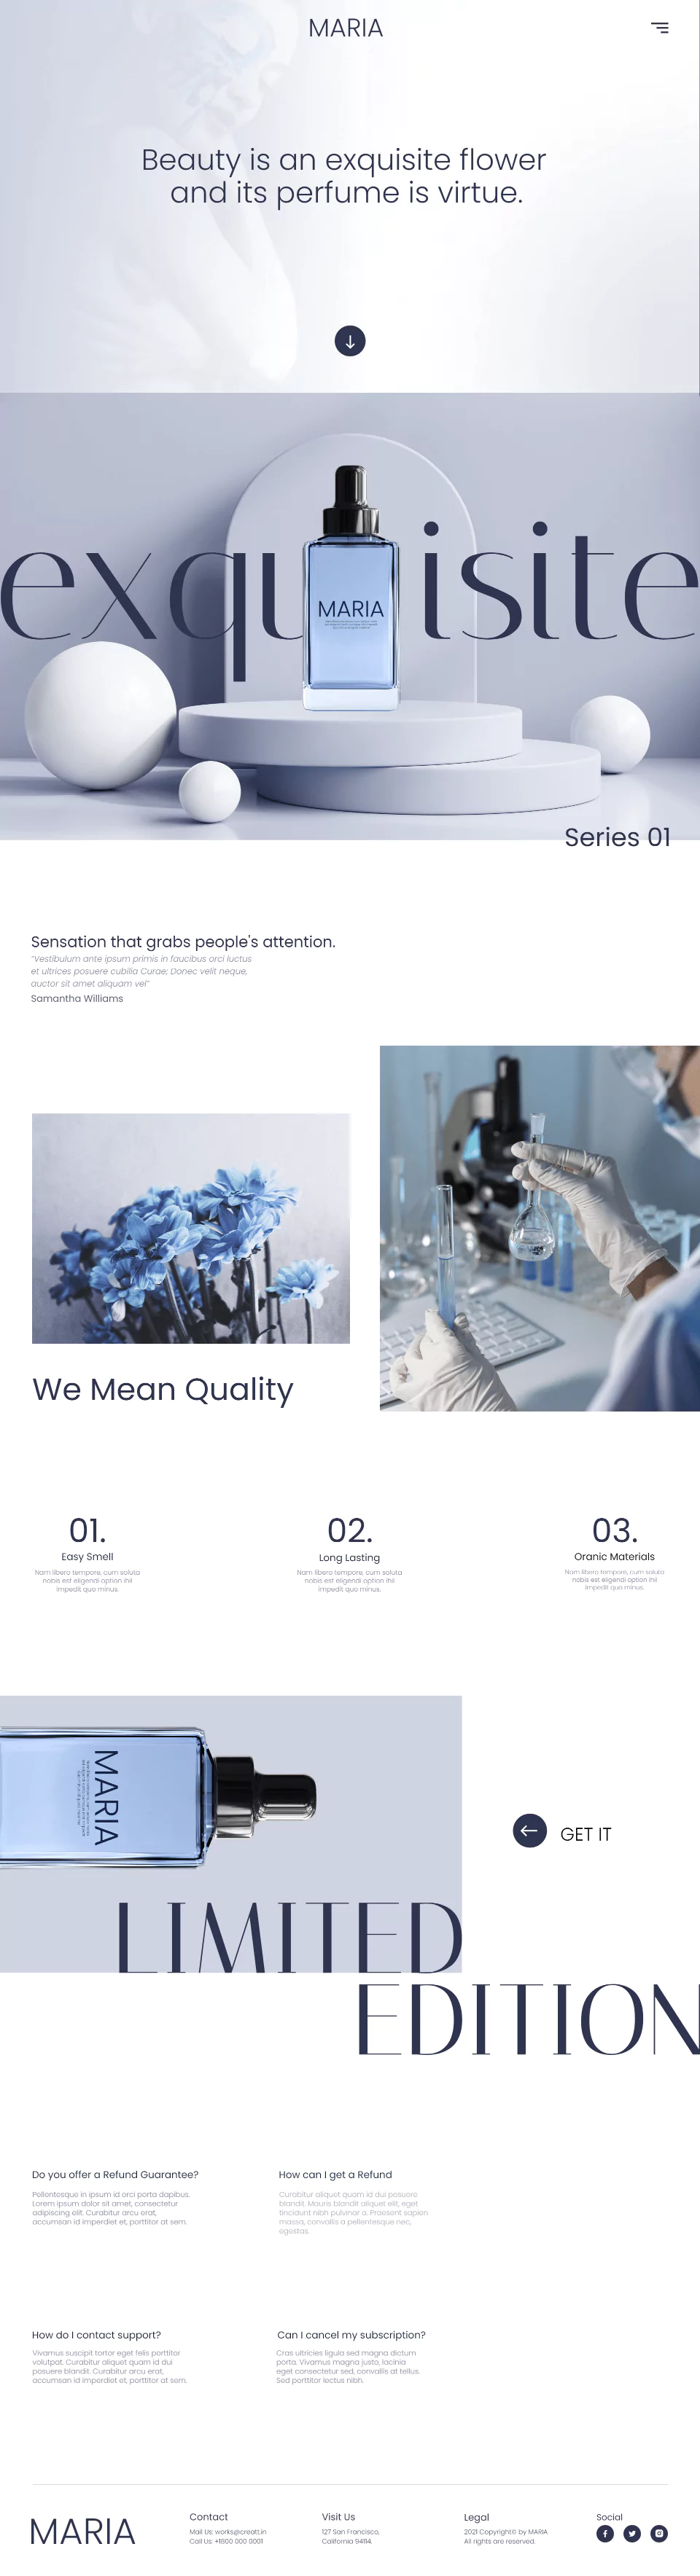 MARIA
Beauty is an exquisite flower
and its perfume is virtue.
exquisite
MARIA
Series 01
Sensation that grabs people's attention.
"Vestibulum ante ipsum primis in faucibus orci luctus
et ultrices posuere cubilia Curae; Donec velit neque,
auctor sit amet aliquam vel"
Samantha Williams
We Mean Quality
01.
Easy Smell
Nam libero tempore, cum soluta
nobis est eligendi option ihil
impedit quo minus.
02.
Long Lasting
Nam libero tempore, cum soluta
nobis est eligendi option ihil
impedit quo minus.
03.
Oranic Materials
Nam libero tempore, cum soluta
nobis est eligendi option ihil
impedit quo minus.
MARIA
GET IT
LIMITED
EDITION
Do you offer a Refund Guarantee?
Pellentesque in ipsum id orci porta dapibus.
Lorem ipsum dolor sit amet, consectetur
adipiscing elit. Curabitur arcu erat,
accumsan id imperdiet et, porttitor at sem.
How can I get a Refund
Curabitur aliquet quam id dui posuere
blandit. Mauris blandit aliquet elit, eget
tincidunt nibh pulvinar a. Praesent sapien
massa, convallis a pellentesque nec,
egestas.
How do I contact support?
Vivamus suscipit tortor eget felis porttitor
volutpat. Curabitur aliquet quam id dui
posuere blandit. Curabitur arcu erat,
accumsan id imperdiet et, porttitor at sem.
Can I cancel my subscription?
Cras ultricies ligula sed magna dictum
porta. Vivamus magna justo, lacinia
eget consectetur sed, convallis at tellus.
Sed porttitor lectus nibh.
MARIA
Contact
Mail Us: works@creatt.in
Call Us: +1800 000 0001
Visit Us
127 San Francisco,
California 94114.
Legal
2021 Copyright© by MARIA
All rights are reserved.
Social